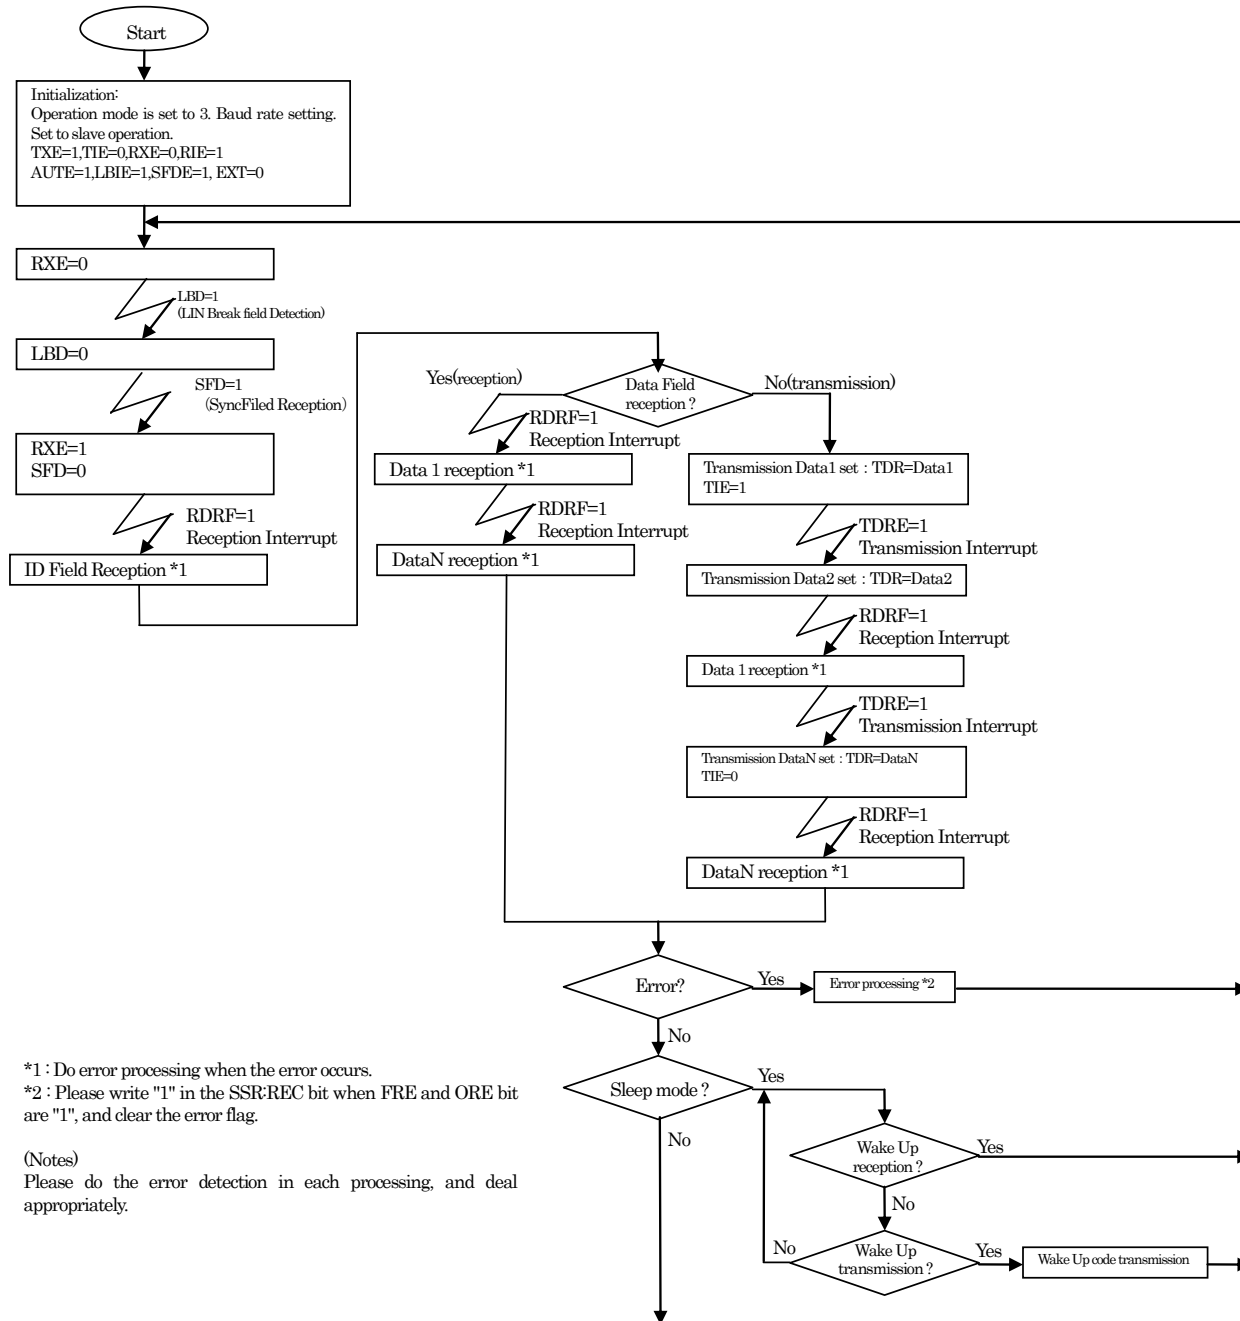 Start
Initialization:
Operation mode is set to 3. Baud rate setting.
Set to slave operation.
TXE=1,TIE=0,RXE=0,RIE=1
AUTE=1,LBIE=1,SFDE=1, EXT=0
RXE=0
LBD=1
(LIN Break field Detection)
LBD=0
SFD=1
(SyncFiled Reception)
RXE=1
SFD=0
RDRF=1
Reception Interrupt
ID Field Reception *1
Data Field
reception ?
Yes(reception)
No(transmission)
RDRF=1
Reception Interrupt
Data 1 reception *1
RDRF=1
Reception Interrupt
DataN reception *1
Transmission Data1 set : TDR=Data1
TIE=1
TDRE=1
Transmission Interrupt
Transmission Data2 set : TDR=Data2
RDRF=1
Reception Interrupt
Data 1 reception *1
TDRE=1
Transmission Interrupt
Transmission DataN set : TDR=DataN
TIE=0
RDRF=1
Reception Interrupt
DataN reception *1
Error?
Yes
Error processing *2
No
Sleep mode ?
Yes
No
Wake Up
reception ?
Yes
No
Wake Up
transmission ?
No
Yes
Wake Up code transmission
*1 : Do error processing when the error occurs.
*2 : Please write "1" in the SSR:REC bit when FRE and ORE bit
are "1", and clear the error flag.
(Notes)
Please do the error detection in each processing, and deal
appropriately.